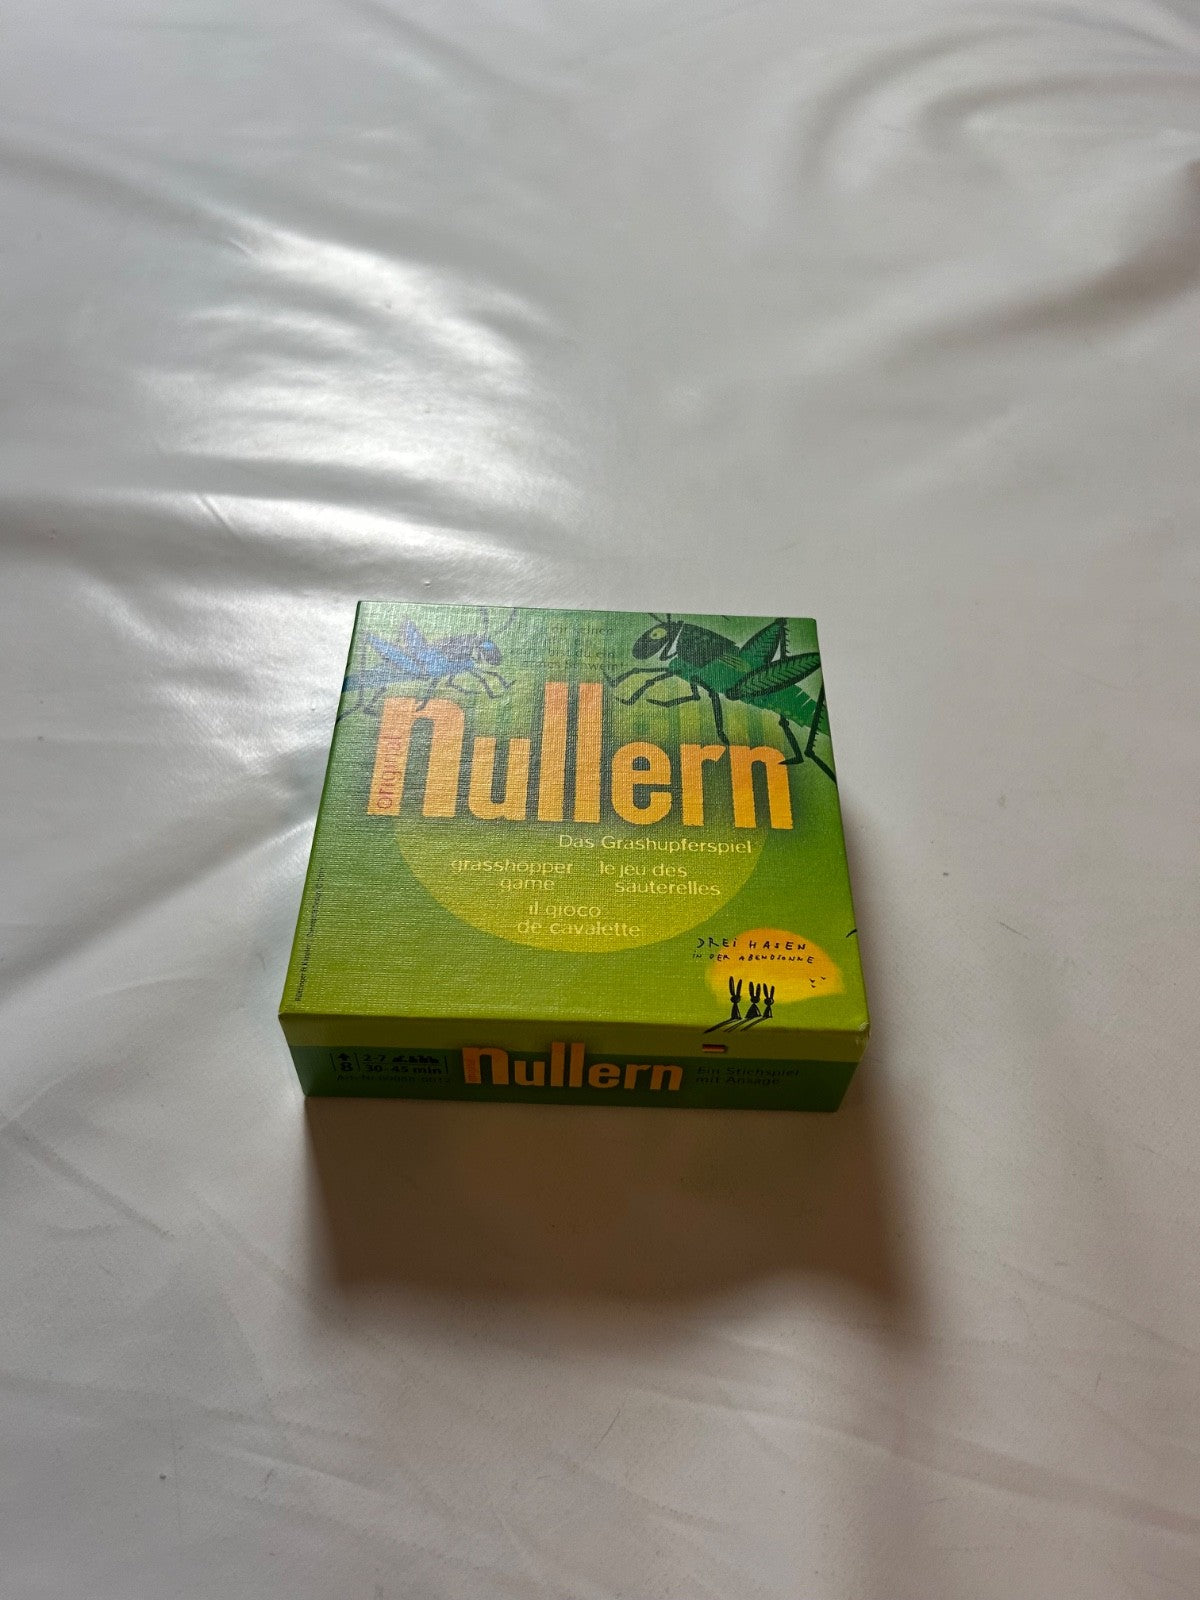 original
nullern
Das Grashupferspiel
grasshopper
game
le jeu des
sauterelles
il gioco
de cavalette
DREI HASEN
IN DER ABENDSONNE
8
2-7
30-45 min
nullern
Ein Stichspiel
mit Ansage